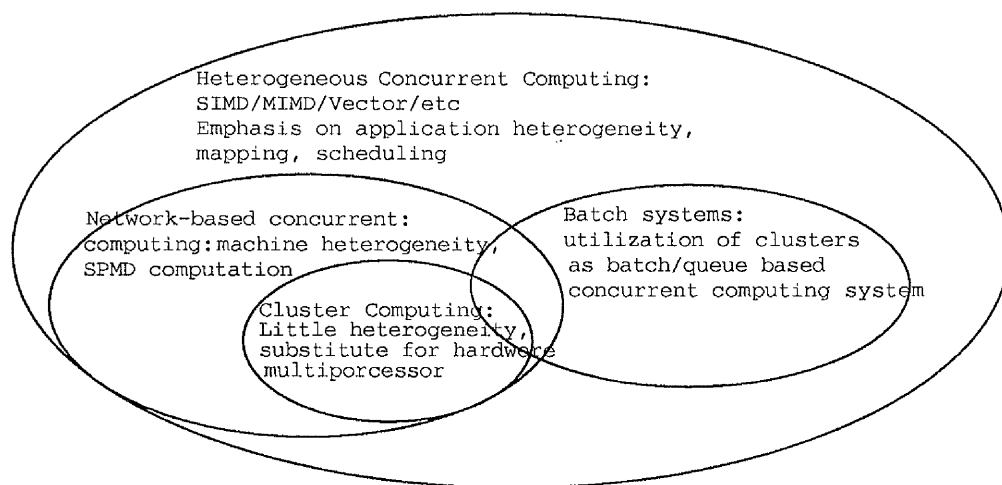 Heterogeneous Concurrent Computing:
SIMD/MIMD/Vector/etc
Emphasis on application heterogeneity,
mapping, scheduling
Network-based concurrent:
computing: machine heterogeneity,
SPMD computation
Batch systems:
utilization of clusters
as batch/queue based
concurrent computing system
Cluster Computing:
Little heterogeneity,
substitute for hardwere
multiporcessor